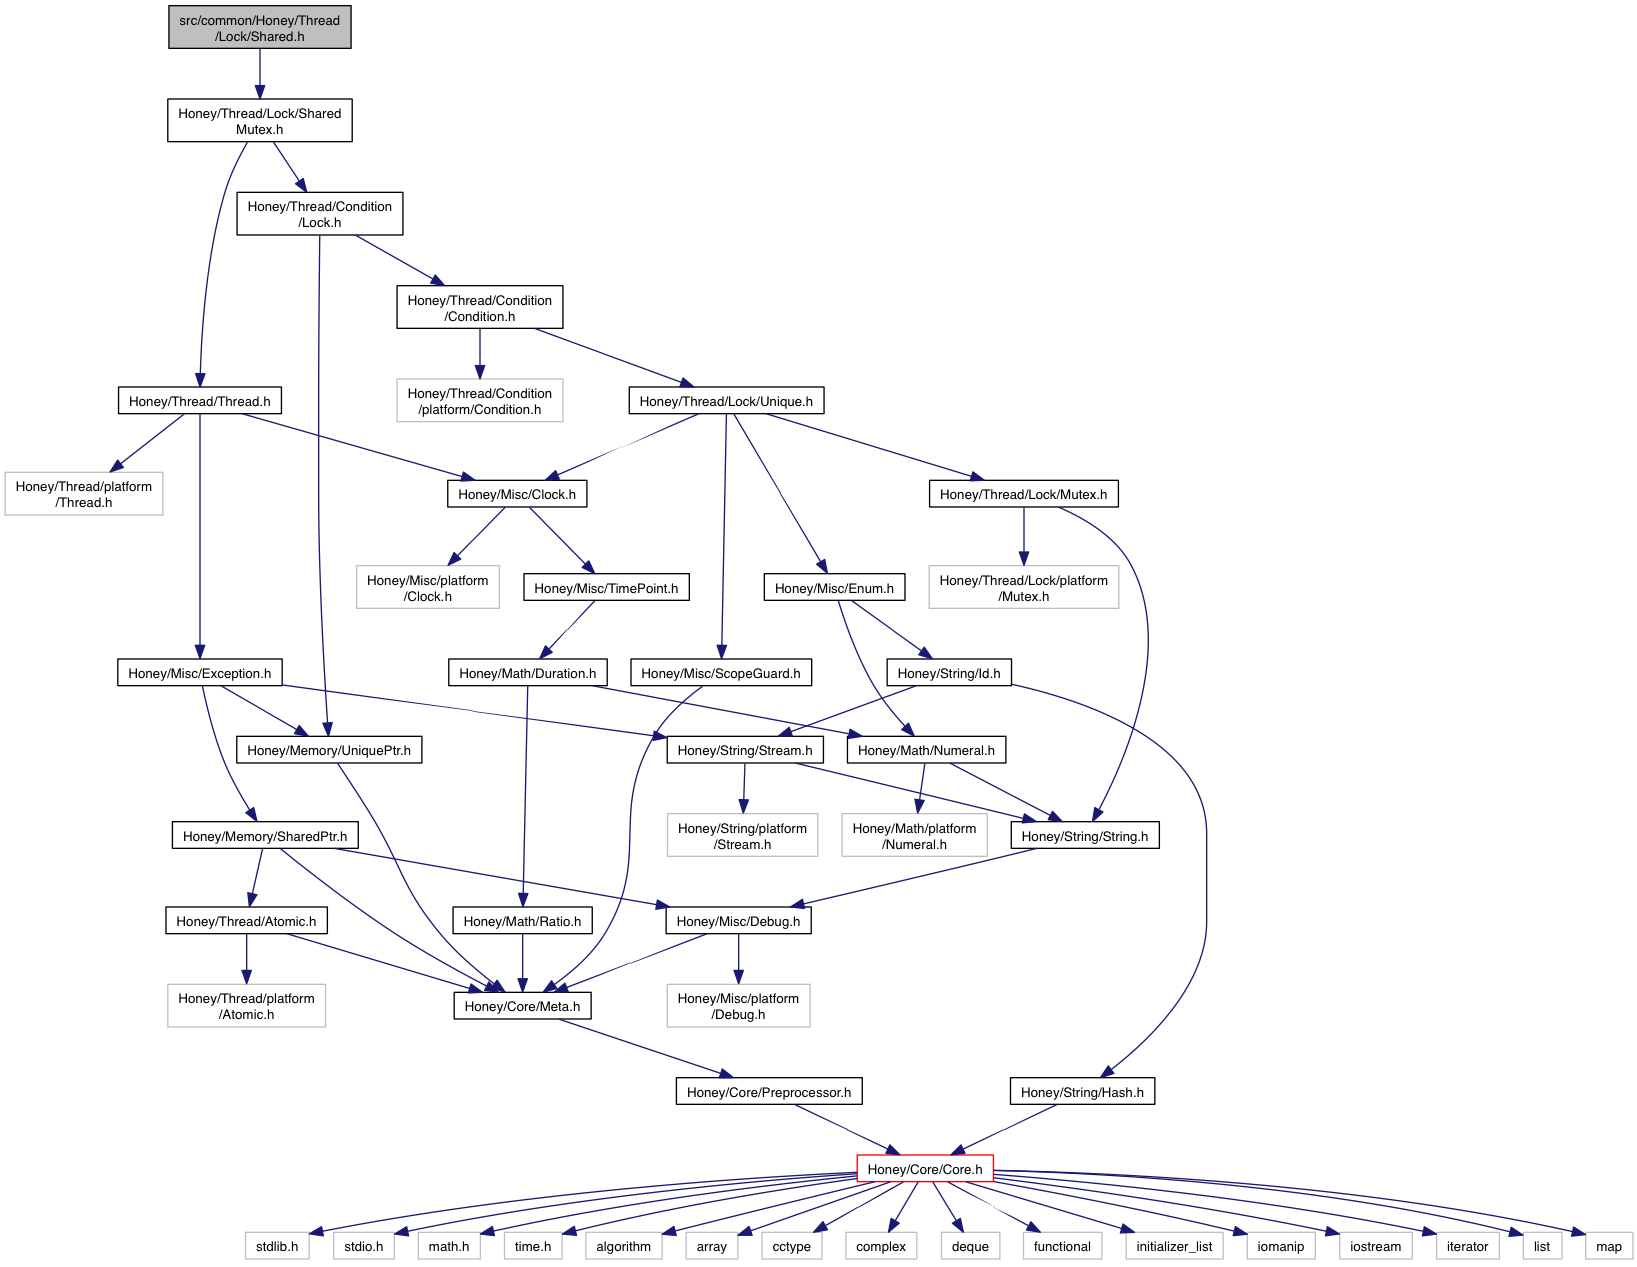 src/common/Honey/Thread
/Lock/Shared.h
Honey/Thread/Lock/Shared
Mutex.h
Honey/Thread/Condition
/Lock.h
Honey/Thread/Condition
/Condition.h
Honey/Thread/Thread.h
Honey/Thread/Condition
/platform/Condition.h
Honey/Thread/Lock/Unique.h
Honey/Thread/platform
/Thread.h
Honey/Misc/Clock.h
Honey/Thread/Lock/Mutex.h
Honey/Misc/platform
/Clock.h
Honey/Misc/TimePoint.h
Honey/Misc/Enum.h
Honey/Thread/Lock/platform
/Mutex.h
Honey/Misc/Exception.h
Honey/Math/Duration.h
Honey/Misc/ScopeGuard.h
Honey/String/Id.h
Honey/Memory/UniquePtr.h
Honey/String/Stream.h
Honey/Math/Numeral.h
Honey/Memory/SharedPtr.h
Honey/String/platform
/Stream.h
Honey/Math/platform
/Numeral.h
Honey/String/String.h
Honey/Thread/Atomic.h
Honey/Math/Ratio.h
Honey/Misc/Debug.h
Honey/Thread/platform
/Atomic.h
Honey/Core/Meta.h
Honey/Misc/platform
/Debug.h
Honey/Core/Preprocessor.h
Honey/String/Hash.h
Honey/Core/Core.h
stdlib.h
stdio.h
math.h
time.h
algorithm
array
cctype
complex
deque
functional
initializer_list
iomanip
iostream
iterator
list
map